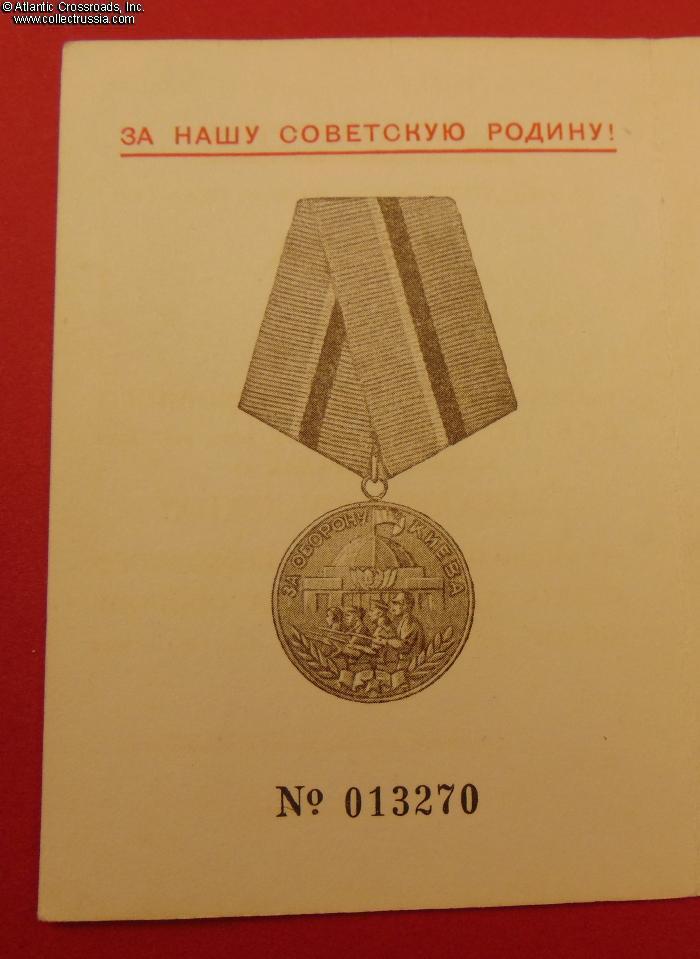 © Atlantic Crossroads, Inc.
www.collectrussia.com
ЗА НАШУ СОВЕТСКУЮ РОДИНУ!
ЗА ОБОРОНУ КИЕВА
№ 013270